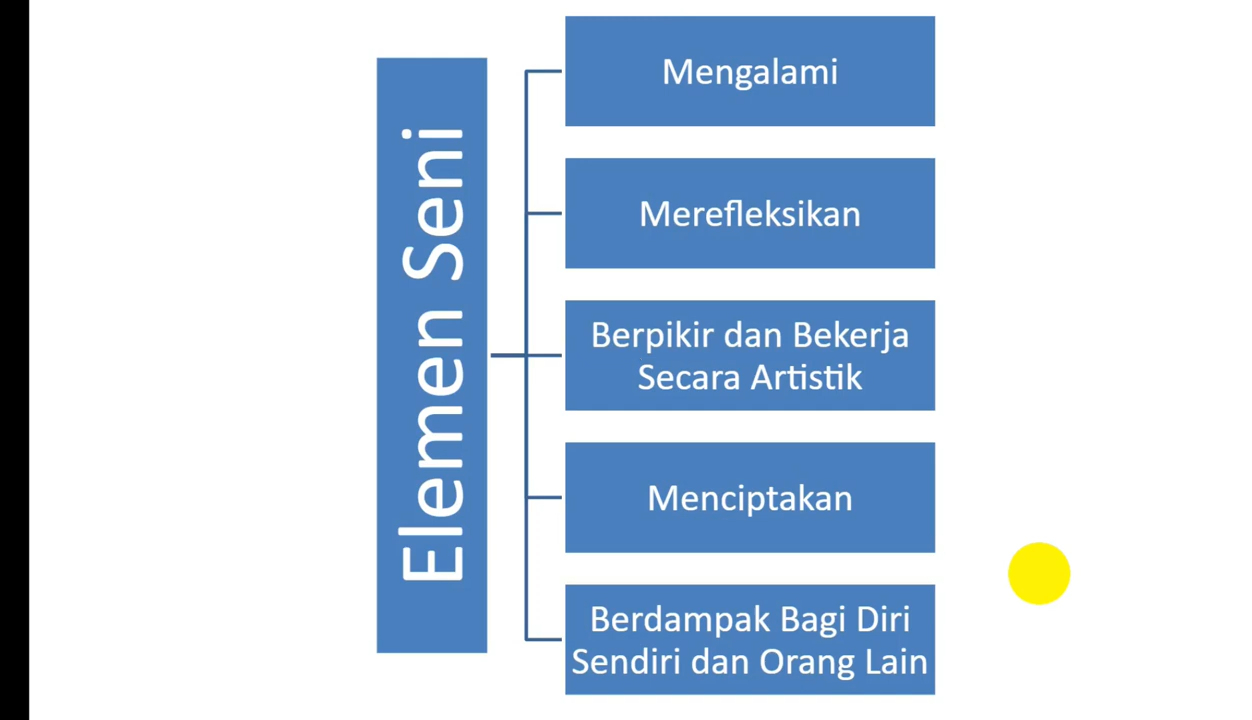 Elemen Seni
Mengalami
Merefleksikan
Berpikir dan Bekerja
Secara Artistik
Menciptakan
Berdampak Bagi Diri
Sendiri dan Orang Lain